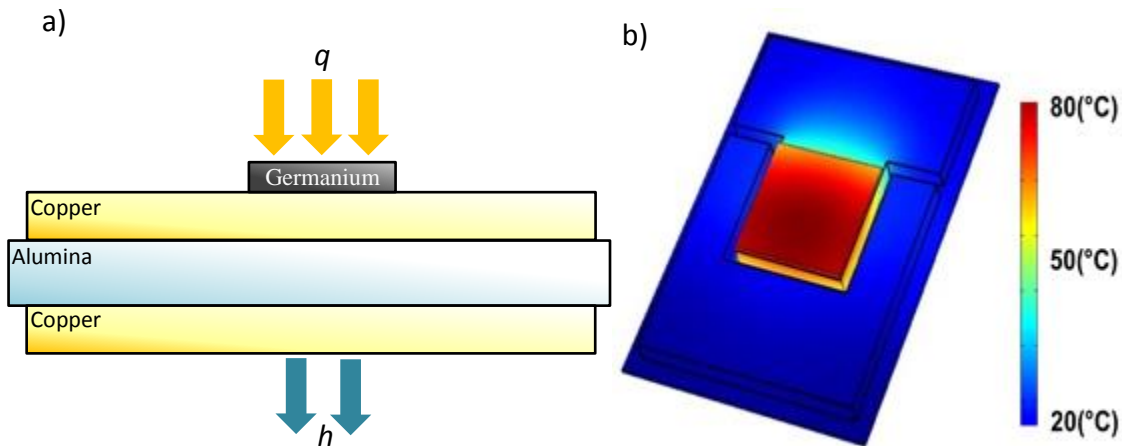 a)
q
Germanium
Copper
Alumina
Copper
h
b)
80(°C)
50(°C)
20(°C)